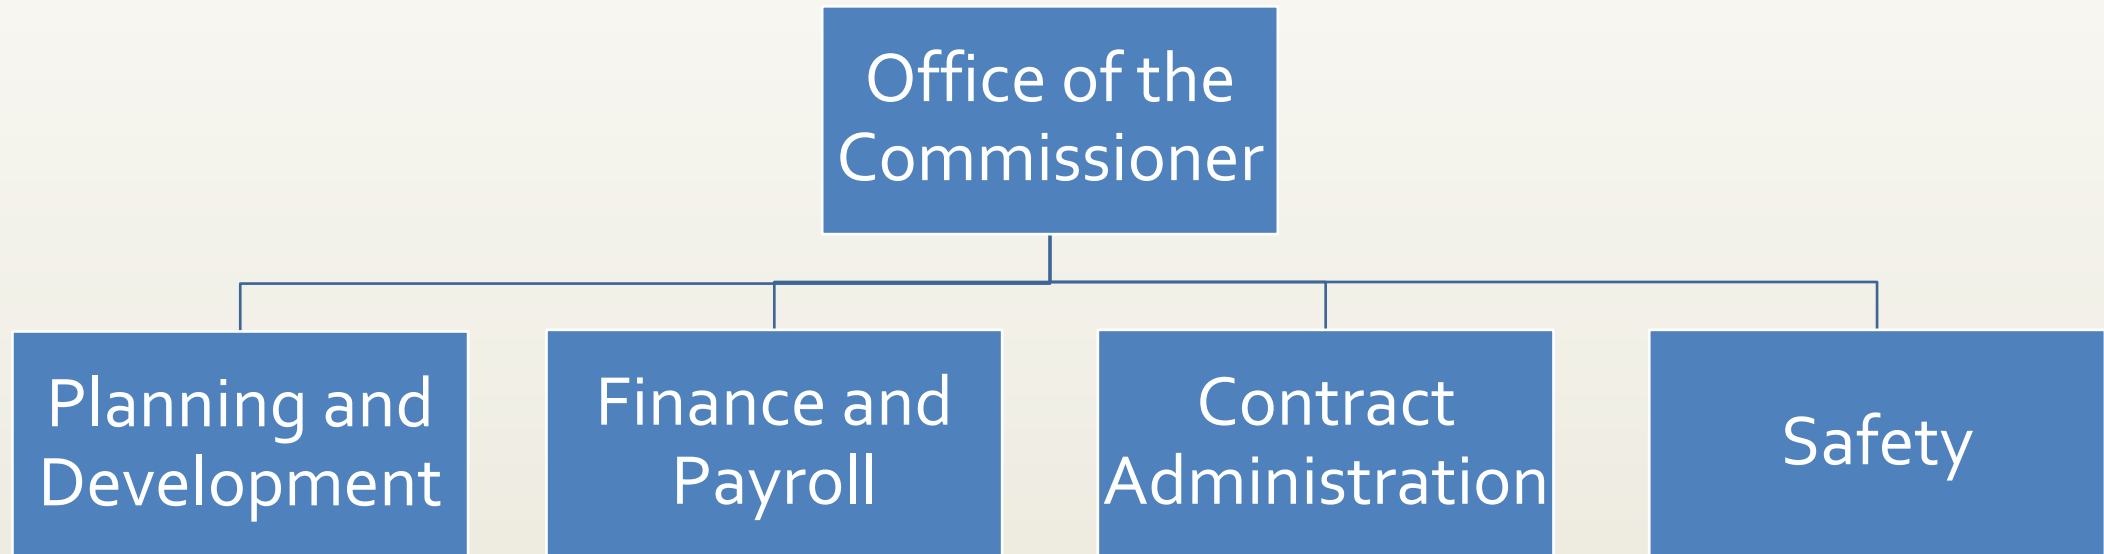 Office of the
Commissioner
Planning and
Development
Finance and
Payroll
Contract
Administration
Safety